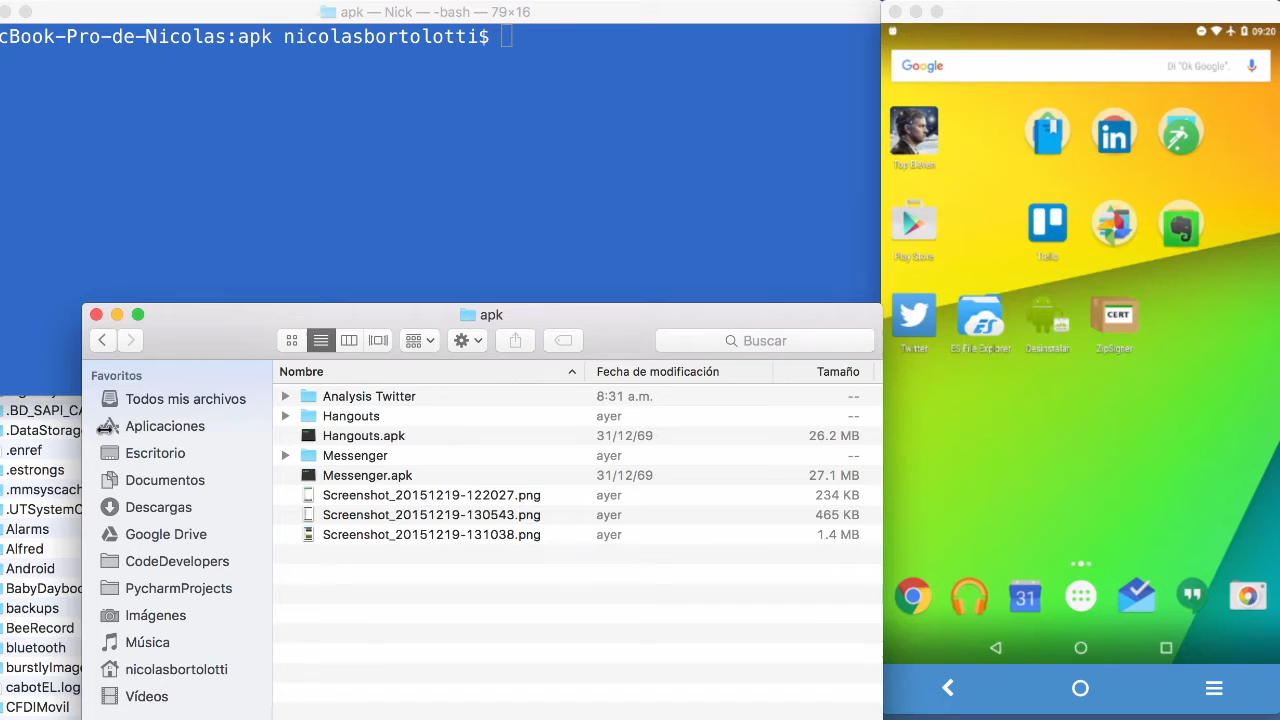 apk — Nick — -bash — 79×16
cBook-Pro-de-Nicolas:apk nicolasbortolotti$
.BD_SAPI_CA
.DataStorag
.enref
.estrongs
.mmsyscach
.UTSystemC
Alarms
Alfred
Android
BabyDayboo
backups
BeeRecord
bluetooth
burstlyImag
cabotEL.log
CFDIMovil
apk
Buscar
Favoritos
Todos mis archivos
Aplicaciones
Escritorio
Documentos
Descargas
Google Drive
CodeDevelopers
PycharmProjects
Imágenes
Música
nicolasbortolotti
Vídeos
Nombre Fecha de modificación Tamaño
Analysis Twitter 8:31 a.m. --
Hangouts ayer --
Hangouts.apk 31/12/69 26.2 MB
Messenger ayer --
Messenger.apk 31/12/69 27.1 MB
Screenshot_20151219-122027.png ayer 234 KB
Screenshot_20151219-130543.png ayer 465 KB
Screenshot_20151219-131038.png ayer 1.4 MB
09:20
Google Di "Ok Google".
Top Eleven
in
Play Store Trello
CERT
Twitter ES File Explorer Desinstalar ZipSigner
31